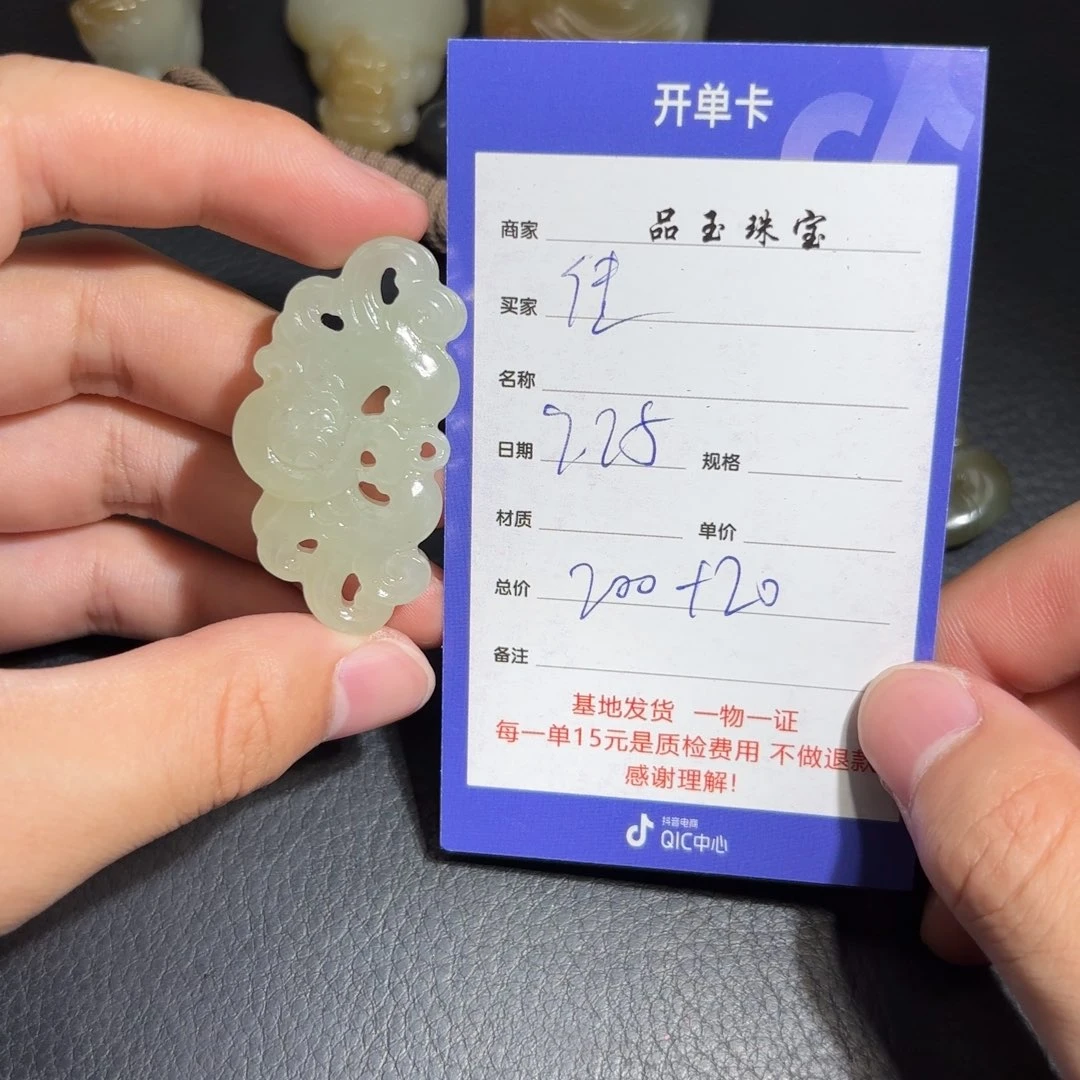 开单卡
商家 品玉珠宝
买家 佳
名称
日期 7.25 规格
材质 单价
总价 200+20
备注
基地发货 一物一证
每一单15元是质检费用 不做退款
感谢理解!
抖音电商
QIC中心